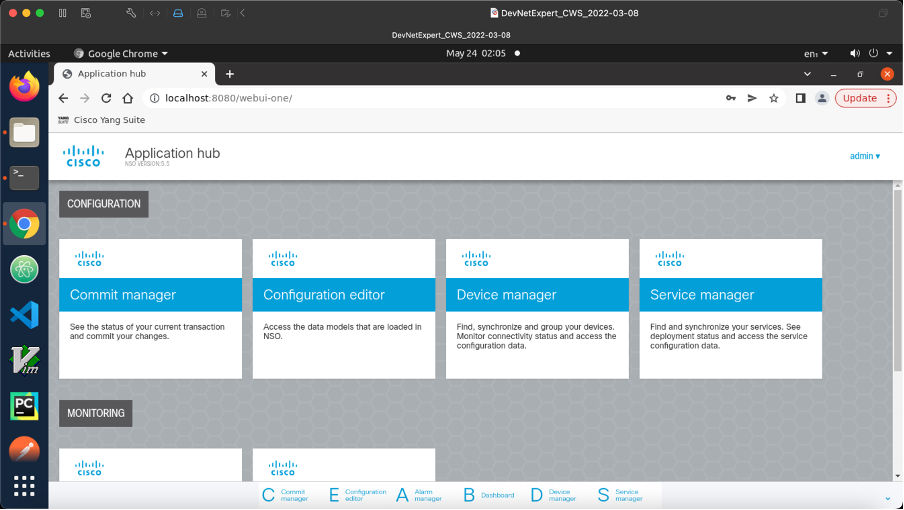 DevNetExpert_CWS_2022-03-08
DevNetExpert_CWS_2022-03-08
Activities Google Chrome May 24 02:05 en₁
Application hub
localhost:8080/webui-one/ Update
YANG SUITE Cisco Yang Suite
CISCO Application hub admin
NSO VERSION:5.5
CONFIGURATION
CISCO CISCO CISCO CISCO
Commit manager Configuration editor Device manager Service manager
See the status of your current transaction and commit your changes.
Access the data models that are loaded in NSO.
Find, synchronize and group your devices. Monitor connectivity status and access the configuration data.
Find and synchronize your services. See deployment status and access the service configuration data.
MONITORING
CISCO CISCO
C Commit manager E Configuration editor A Alarm manager B Dashboard D Device manager S Service manager